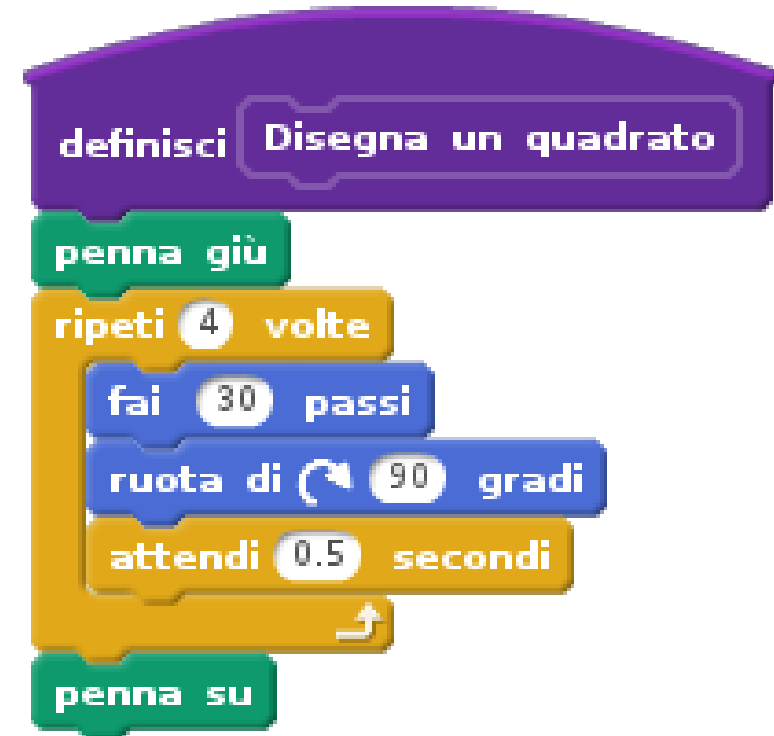 definisci Disegna un quadrato
penna giù
ripeti 4 volte
fai 30 passi
ruota di 90 gradi
attendi 0.5 secondi
penna su